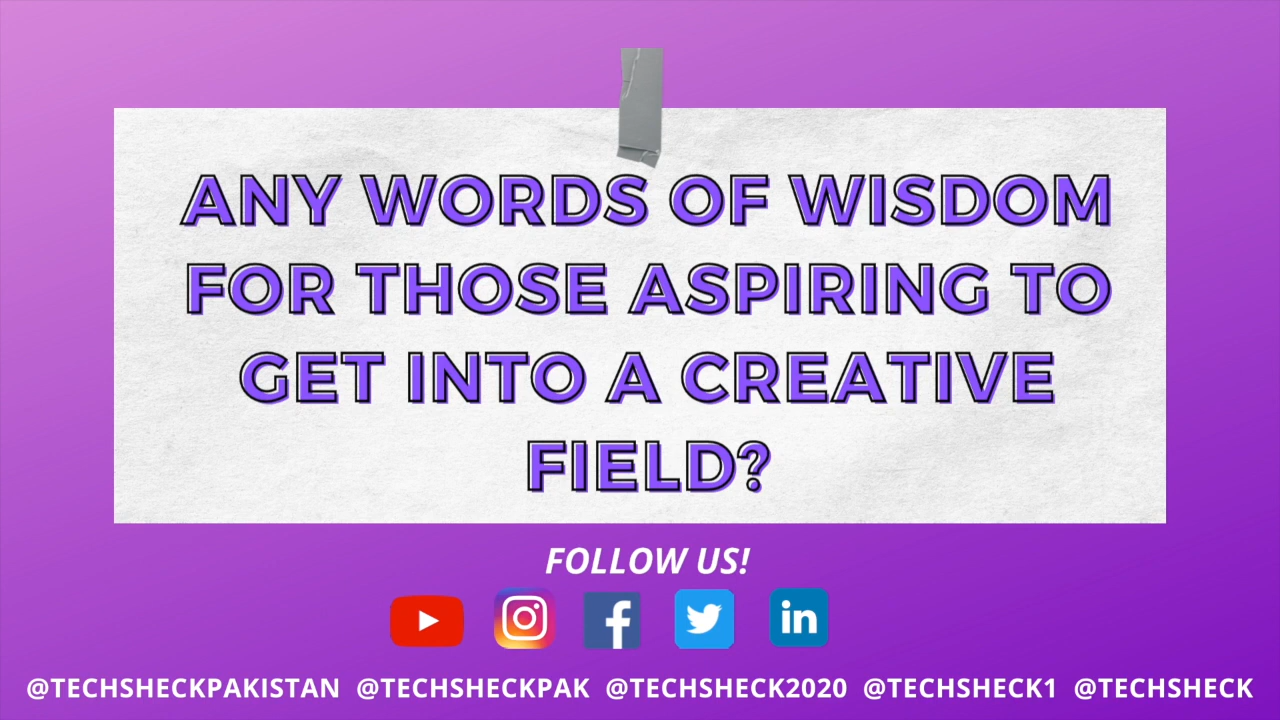 ANY WORDS OF WISDOM
FOR THOSE ASPIRING TO
GET INTO A CREATIVE
FIELD?
FOLLOW US!
@TECHSHECKPAKISTAN @TECHSHECKPAK @TECHSHECK2020 @TECHSHECK1 @TECHSHECK